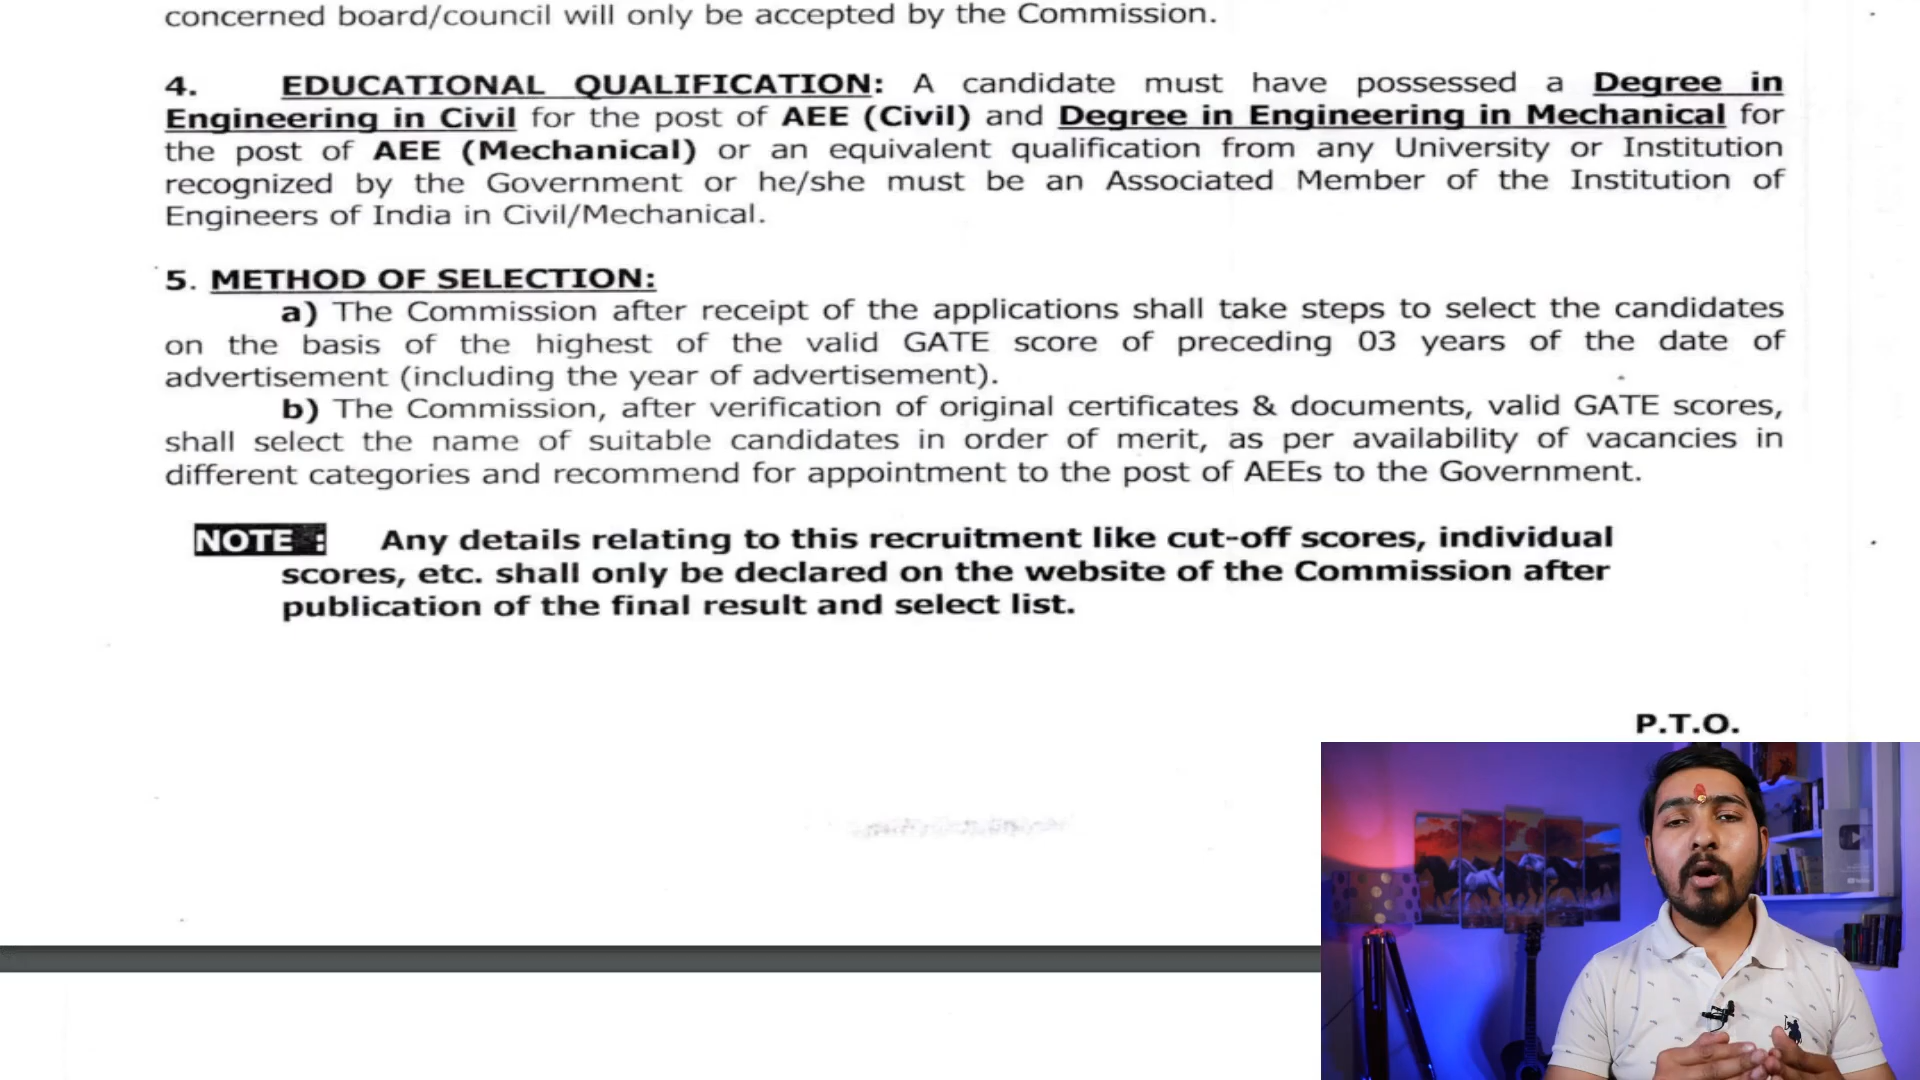 concerned board/council will only be accepted by the Commission.
4. EDUCATIONAL QUALIFICATION: A candidate must have possessed a Degree in
Engineering in Civil for the post of AEE (Civil) and Degree in Engineering in Mechanical for
the post of AEE (Mechanical) or an equivalent qualification from any University or Institution
recognized by the Government or he/she must be an Associated Member of the Institution of
Engineers of India in Civil/Mechanical.
5. METHOD OF SELECTION:
a) The Commission after receipt of the applications shall take steps to select the candidates
on the basis of the highest of the valid GATE score of preceding 03 years of the date of
advertisement (including the year of advertisement).
b) The Commission, after verification of original certificates & documents, valid GATE scores,
shall select the name of suitable candidates in order of merit, as per availability of vacancies in
different categories and recommend for appointment to the post of AEEs to the Government.
NOTE : Any details relating to this recruitment like cut-off scores, individual
scores, etc. shall only be declared on the website of the Commission after
publication of the final result and select list.
P.T.O.